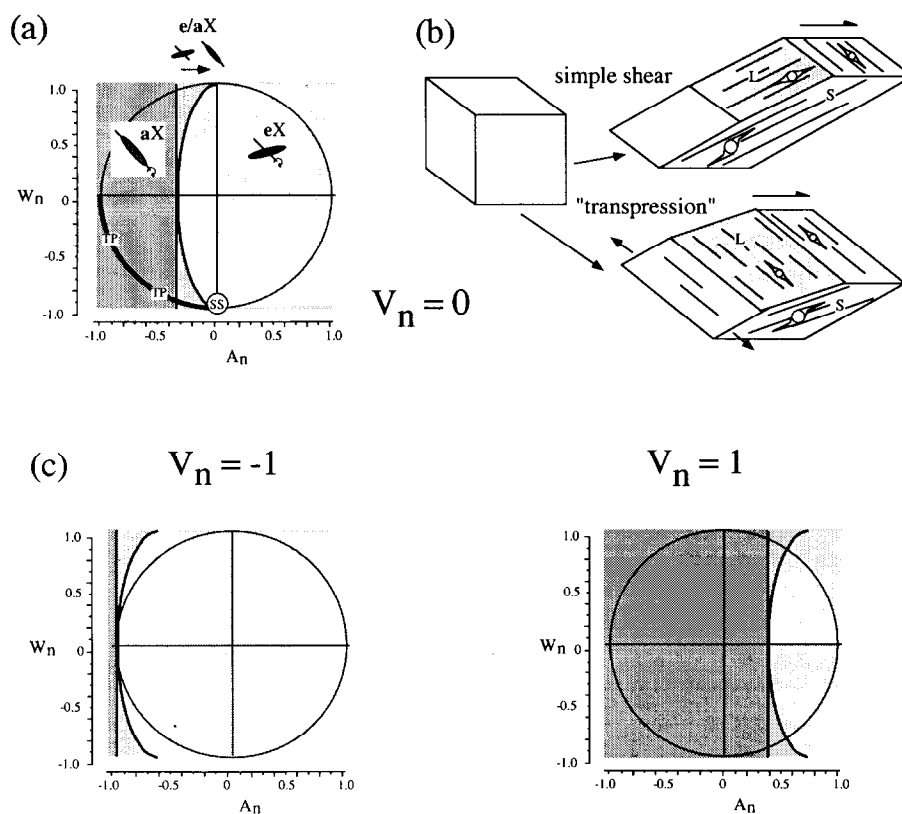 (a)
e/aX
aX
eX
TP
TP
SS
1.0
0.5
0
-0.5
-1.0
Wn
-1.0
-0.5
0
0.5
1.0
An
Vn = 0
(b)
simple shear
L
S
"transpression"
L
S
(c)
Vn = -1
1.0
0.5
0
-0.5
-1.0
Wn
-1.0
-0.5
0
0.5
1.0
An
Vn = 1
1.0
0.5
0
-0.5
-1.0
Wn
-1.0
-0.5
0
0.5
1.0
An